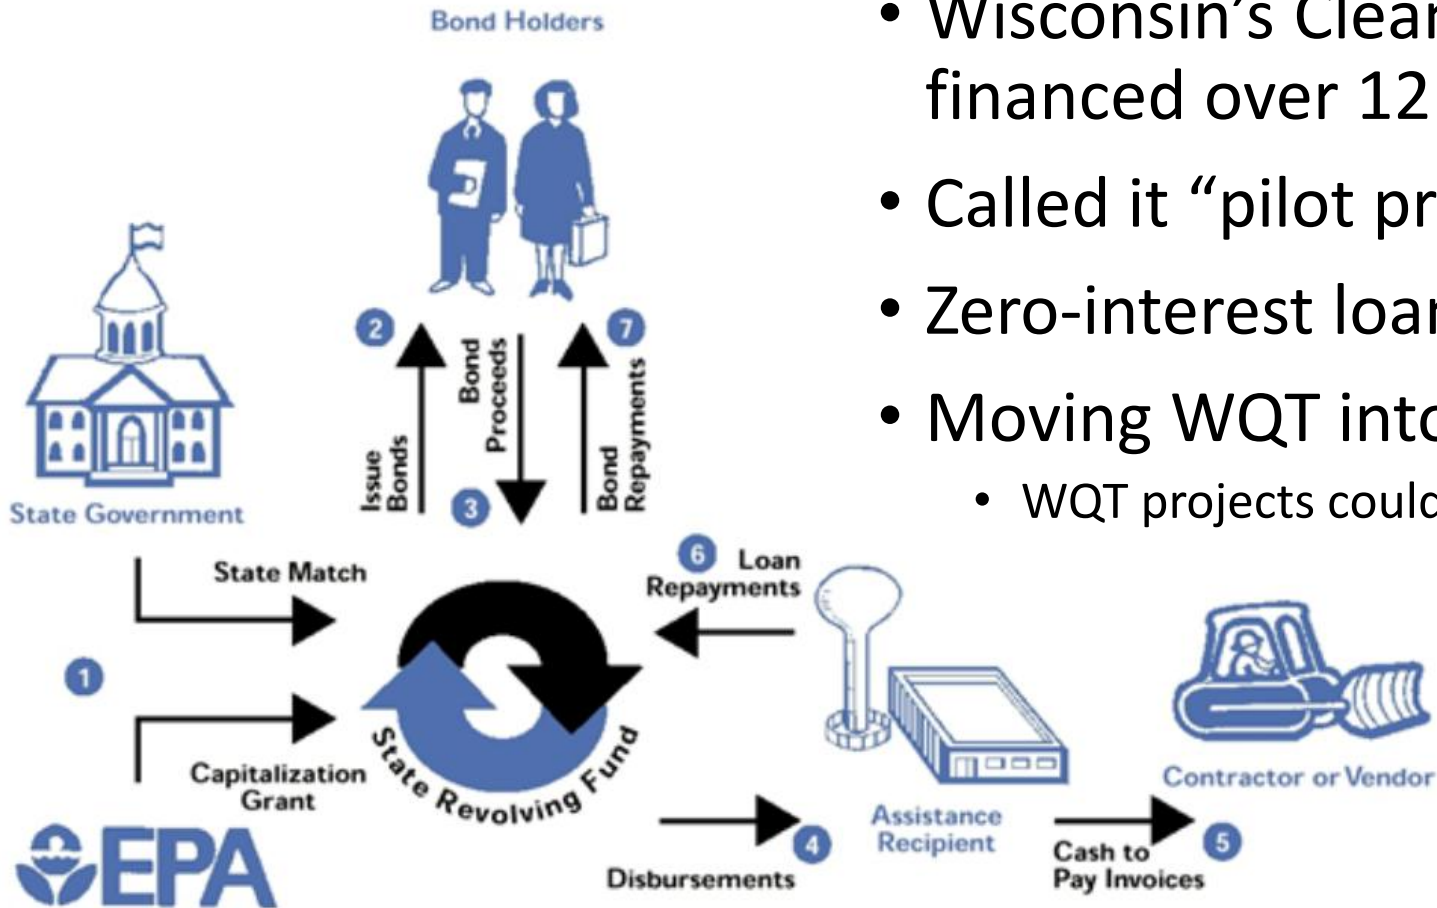 Bond Holders
• Wisconsin's Clear
financed over 12
• Called it “pilot pr
• Zero-interest loar
• Moving WQT into
• WQT projects could
2
7
Issue
Bonds
Bond
Proceeds
3
Bond
Repayments
State Government
State Match
1
Capitalization
Grant
EPA
State Revolving Fund
6
Loan
Repayments
Disbursements
4
Assistance
Recipient
Cash to
Pay Invoices
5
Contractor or Vendor